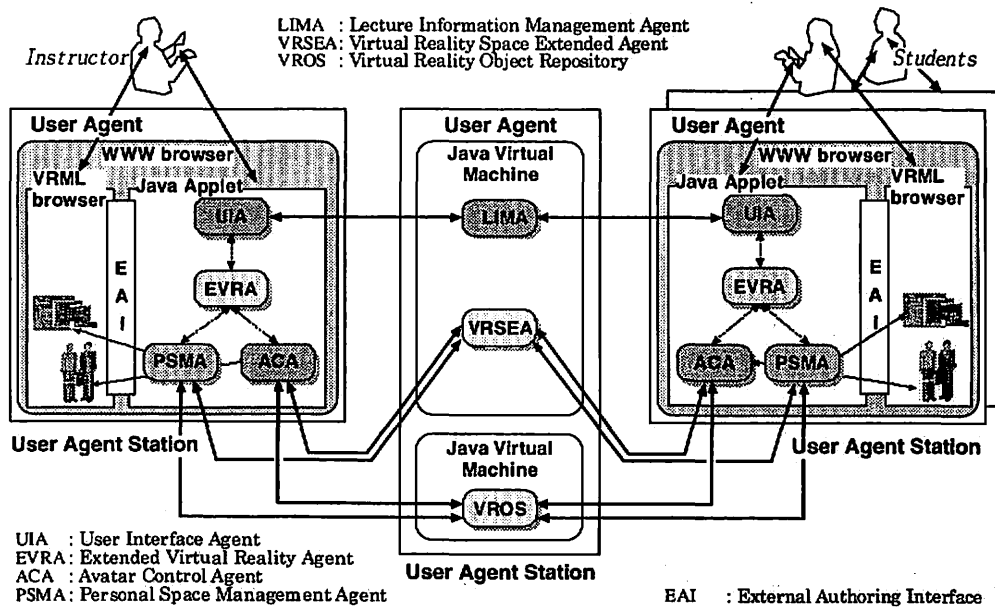 LIMA : Lecture Information Management Agent
VRSEA : Virtual Reality Space Extended Agent
VROS : Virtual Reality Object Repository
Instructor
Students
User Agent
WWW browser
VRML
browser
Java Applet
UIA
EVRA
E
A
I
PSMA
ACA
User Agent Station
User Agent
Java Virtual
Machine
LIMA
VRSEA
Java Virtual
Machine
VROS
User Agent Station
User Agent
WWW browser
Java Applet
VRML
browser
UIA
EVRA
E
A
I
ACA
PSMA
User Agent Station
UIA : User Interface Agent
EVRA : Extended Virtual Reality Agent
ACA : Avatar Control Agent
PSMA : Personal Space Management Agent
EAI : External Authoring Interface